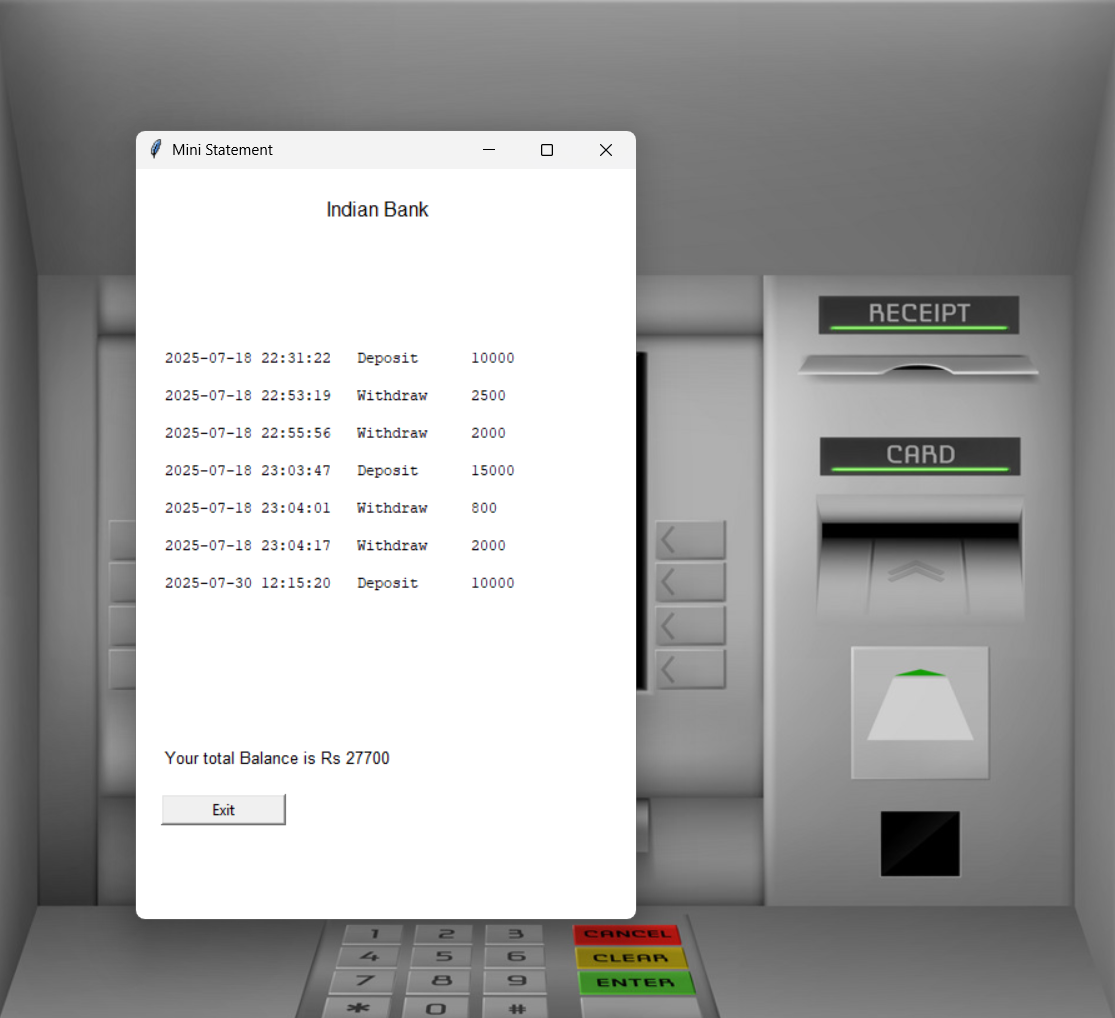 Mini Statement
Indian Bank
2025-07-18 22:31:22 Deposit 10000
2025-07-18 22:53:19 Withdraw 2500
2025-07-18 22:55:56 Withdraw 2000
2025-07-18 23:03:47 Deposit 15000
2025-07-18 23:04:01 Withdraw 800
2025-07-18 23:04:17 Withdraw 2000
2025-07-30 12:15:20 Deposit 10000
Your total Balance is Rs 27700
Exit
RECEIPT
CARD
1 2 3 CANCEL
4 5 6 CLEAR
7 8 9 ENTER
* 0 #